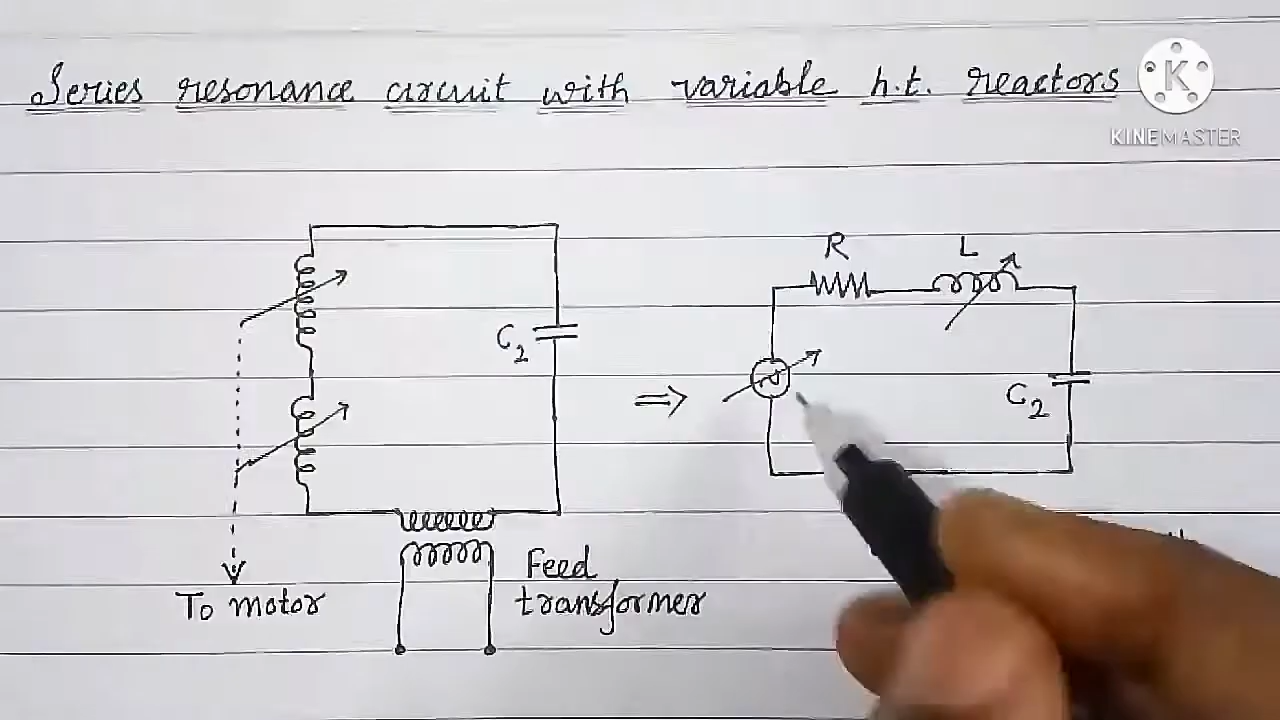 Series resonance circuit with variable h.t. reactors
K
KINEMASTER
R
L
C2
C2
⇒
Feed
transformer
To motor